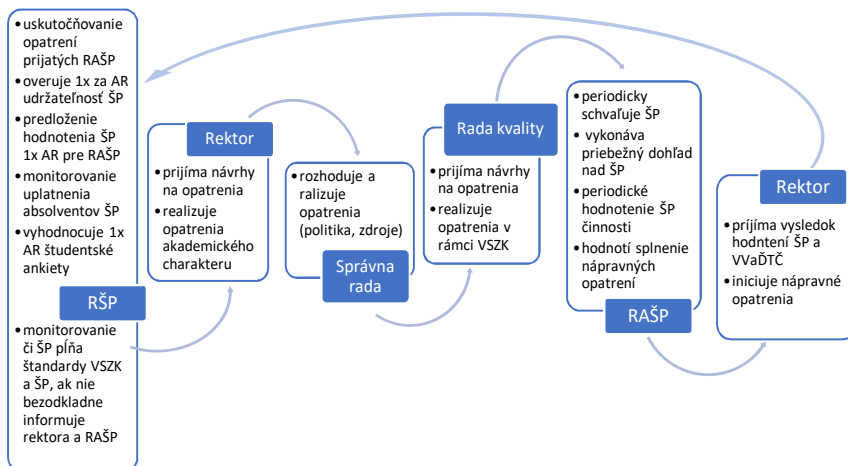 •uskutočňovanie
opatrení
prijatých RAŠP
•overuje 1x za AR
udržateľnosť ŠP
•predloženie
hodnotenia ŠP
1x AR pre RAŠP
•monitorovanie
uplatnenia
absolventov ŠP
•vyhodnocuje 1x
AR študentské
ankiety
RŠP
•monitorovanie
či ŠP pĺňa
štandardy VSZK
a ŠP, ak nie
bezodkladne
informuje
rektora a RAŠP
Rektor
•prijíma návrhy
na opatrenia
•realizuje
opatrenia
akademického
charakteru
•rozhoduje a
ralizuje
opatrenia
(politika, zdroje)
Správna
rada
Rada kvality
•prijíma návrhy
na opatrenia
•realizuje
opatrenia v
rámci VSZK
•periodicky
schvaľuje ŠP
•vykonáva
priebežný dohľad
nad ŠP
•periodické
hodnotenie ŠP
činnosti
•hodnotí splnenie
nápravných
opatrení
RAŠP
Rektor
•príjíma vysledok
hodntení ŠP a
VVaĎTČ
•iniciuje nápravné
opatrenia